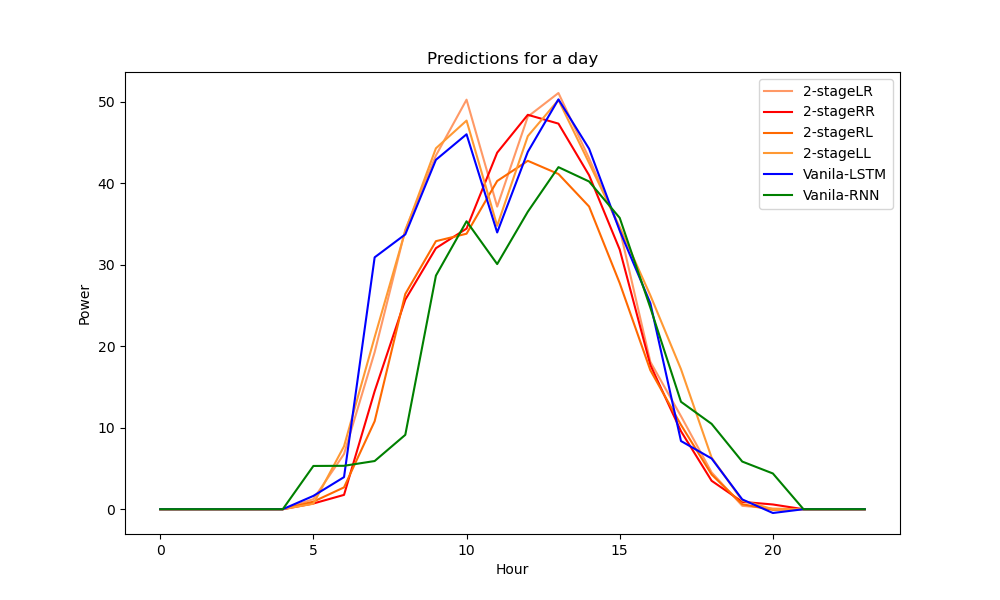 Predictions for a day
2-stageLR
2-stageRR
2-stageRL
2-stageLL
Vanila-LSTM
Vanila-RNN
50
40
30
20
10
0
Power
0 5 10 15 20
Hour